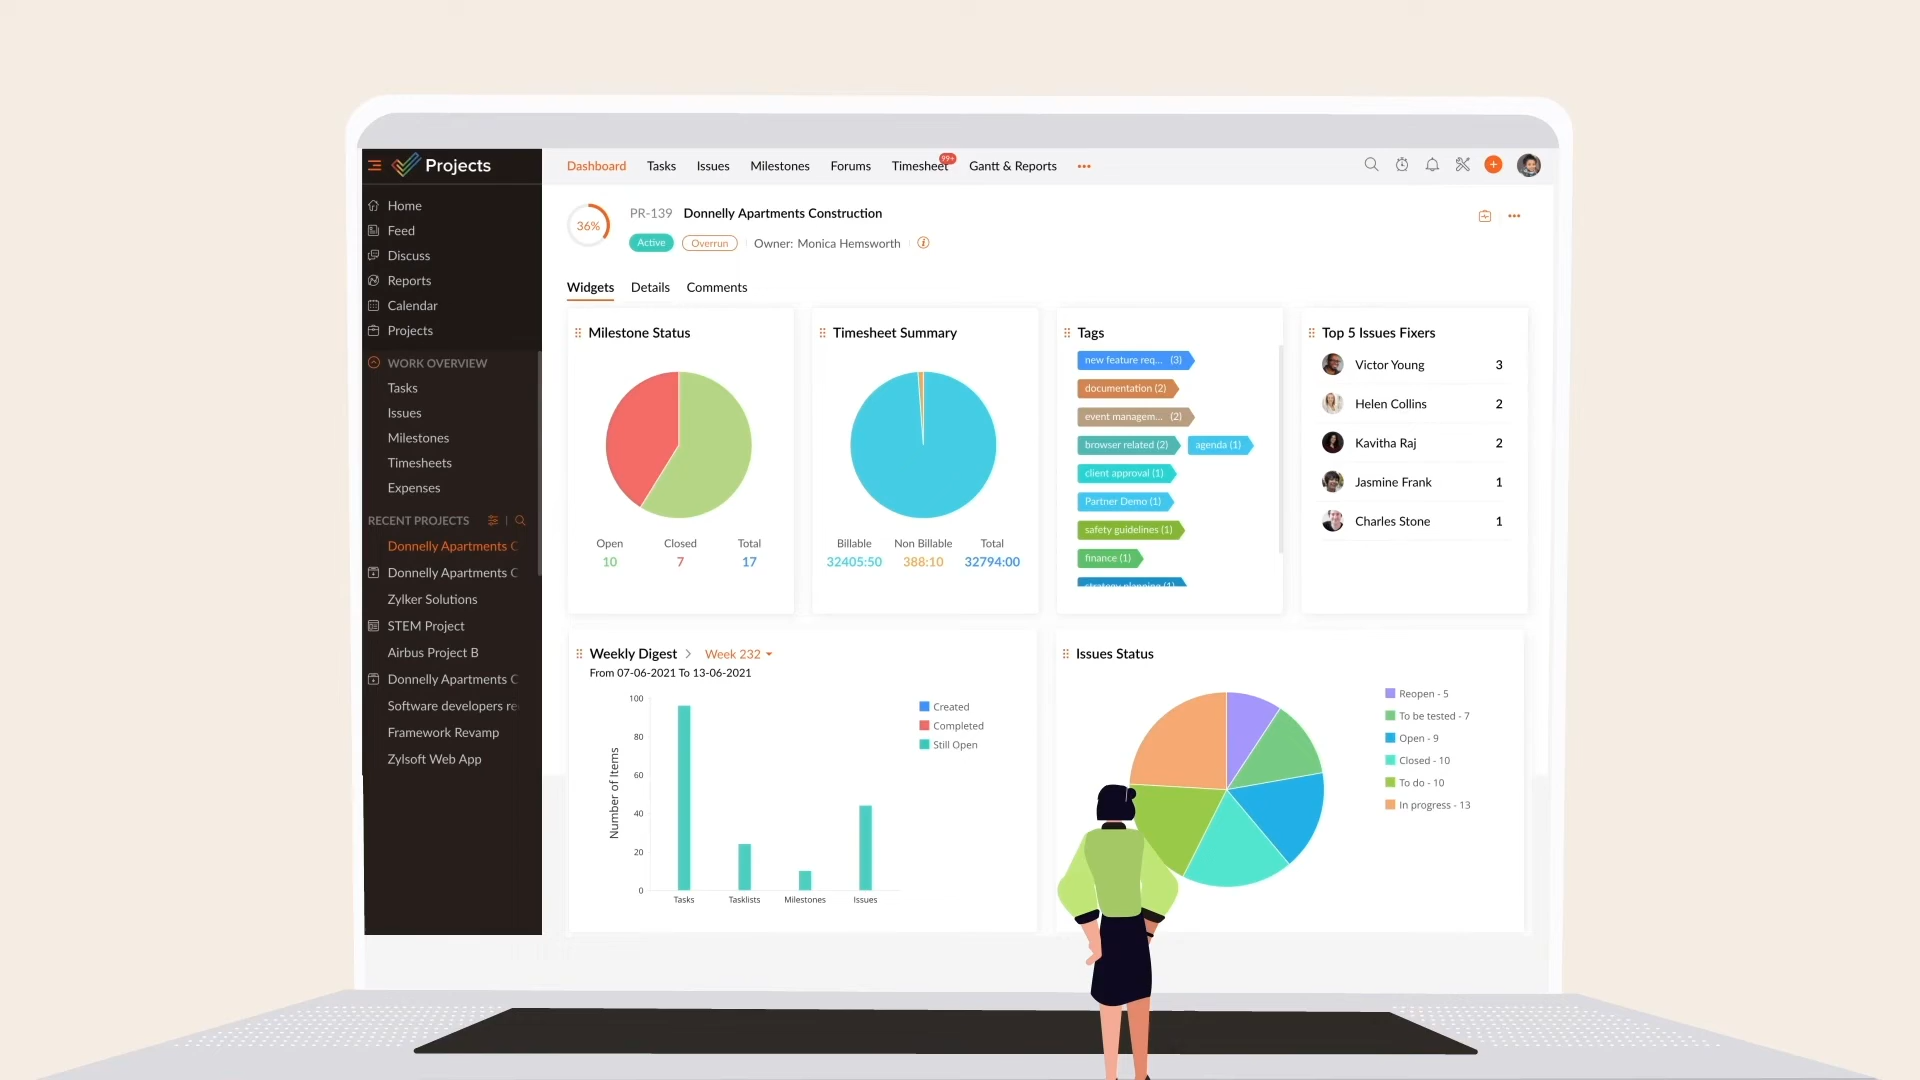 Projects
Dashboard Tasks Issues Milestones Forums Timesheet 99+ Gantt & Reports
Home
Feed
Discuss
Reports
Calendar
Projects
WORK OVERVIEW
Tasks
Issues
Milestones
Timesheets
Expenses
RECENT PROJECTS
Donnelly Apartments C
Donnelly Apartments C
Zylker Solutions
STEM Project
Airbus Project B
Donnelly Apartments C
Software developers re
Framework Revamp
Zylsoft Web App
36%
PR-139 Donnelly Apartments Construction
Active Overrun Owner: Monica Hemsworth
Widgets Details Comments
Milestone Status
Open Closed Total
10 7 17
Timesheet Summary
Billable Non Billable Total
32405:50 388:10 32794:00
Tags
new feature req... (3)
documentation (2)
event managem... (2)
browser related (2) agenda (1)
client approval (1)
Partner Demo (1)
safety guidelines (1)
finance (1)
strategy planning (1)
Top 5 Issues Fixers
Victor Young 3
Helen Collins 2
Kavitha Raj 2
Jasmine Frank 1
Charles Stone 1
Weekly Digest > Week 232
From 07-06-2021 To 13-06-2021
Number of Items
100
80
60
40
20
0
Tasks Tasklists Milestones Issues
Created
Completed
Still Open
Issues Status
Reopen - 5
To be tested - 7
Open - 9
Closed - 10
To do - 10
In progress - 13